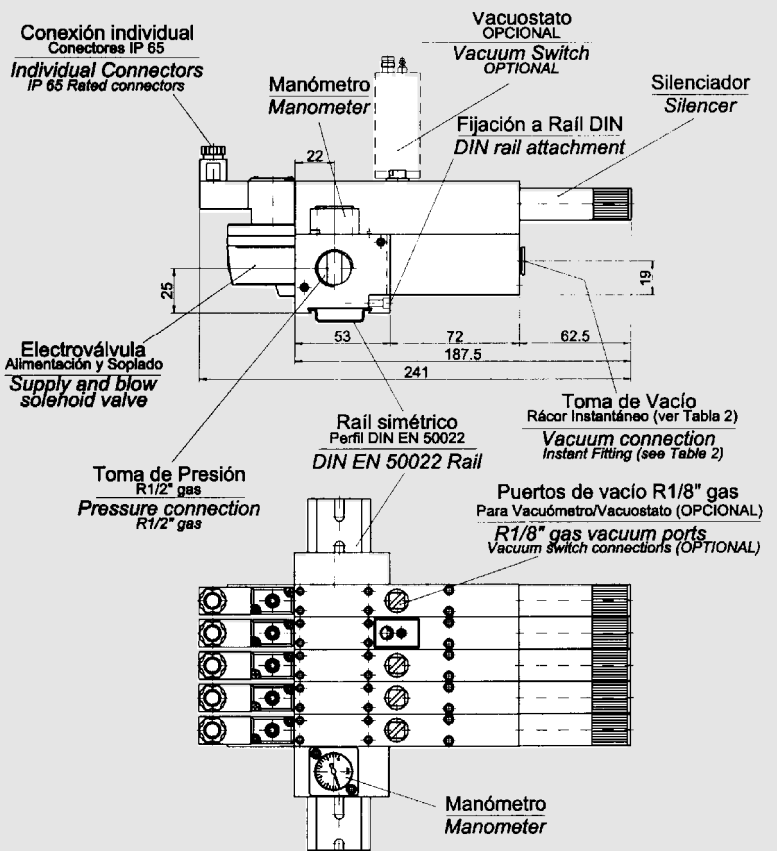 Conexión individual
Conectores IP 65
Individual Connectors
IP 65 Rated connectors
Vacuostato
OPCIONAL
Vacuum Switch
OPTIONAL
Manómetro
Manometer
Silenciador
Silencer
Fijación a Raíl DIN
DIN rail attachment
22
25
19
53
72
62.5
187.5
241
Electroválvula
Alimentación y Soplado
Supply and blow
solenoid valve
Toma de Vacío
Rácor Instantáneo (ver Tabla 2)
Vacuum connection
Instant Fitting (see Table 2)
Raíl simétrico
Perfil DIN EN 50022
DIN EN 50022 Rail
Toma de Presión
R1/2" gas
Pressure connection
R1/2" gas
Puertos de vacío R1/8" gas
Para Vacuómetro/Vacuostato (OPCIONAL)
R1/8" gas vacuum ports
Vacuum switch connections (OPTIONAL)
Manómetro
Manometer